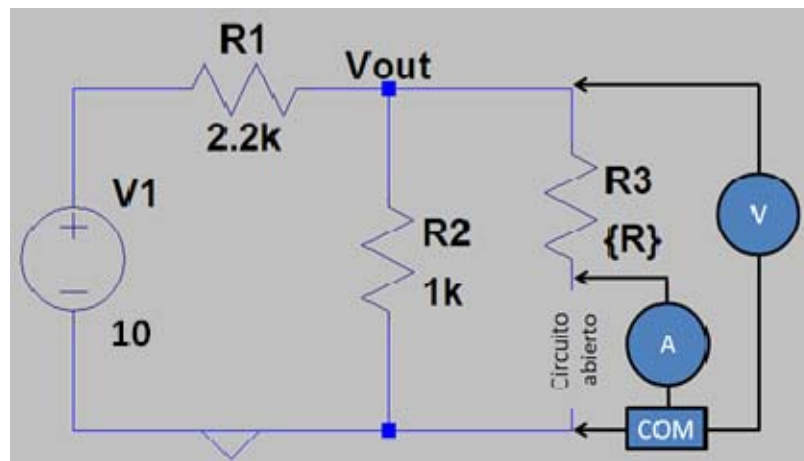 R1
Vout
2.2k
V1
R2
R3
V
{R}
1k
10
Circuito
abierto
A
COM